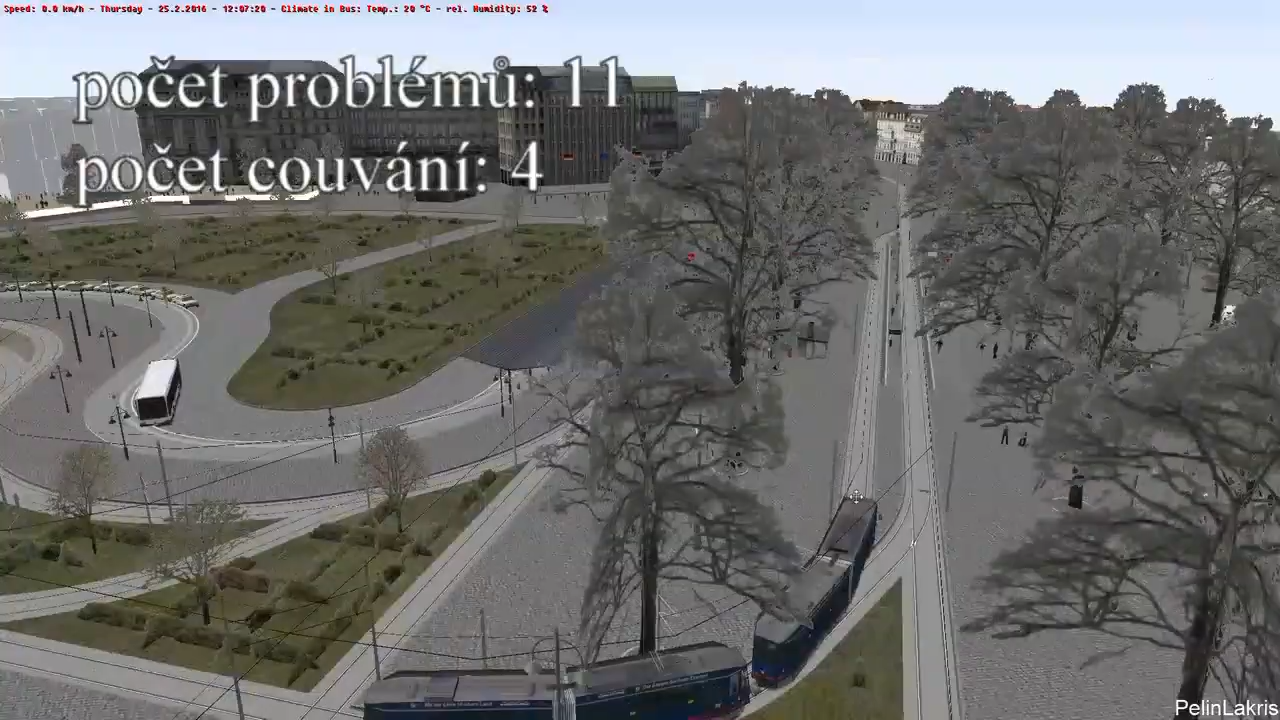 Speed: 0.0 km/h - Thursday - 25.2.2016 - 12:07:20 - Climate in Bus: Temp.: 20 °C - rel. Humidity: 52 %
počet problémů: 11
počet couvání: 4
PelinLakris